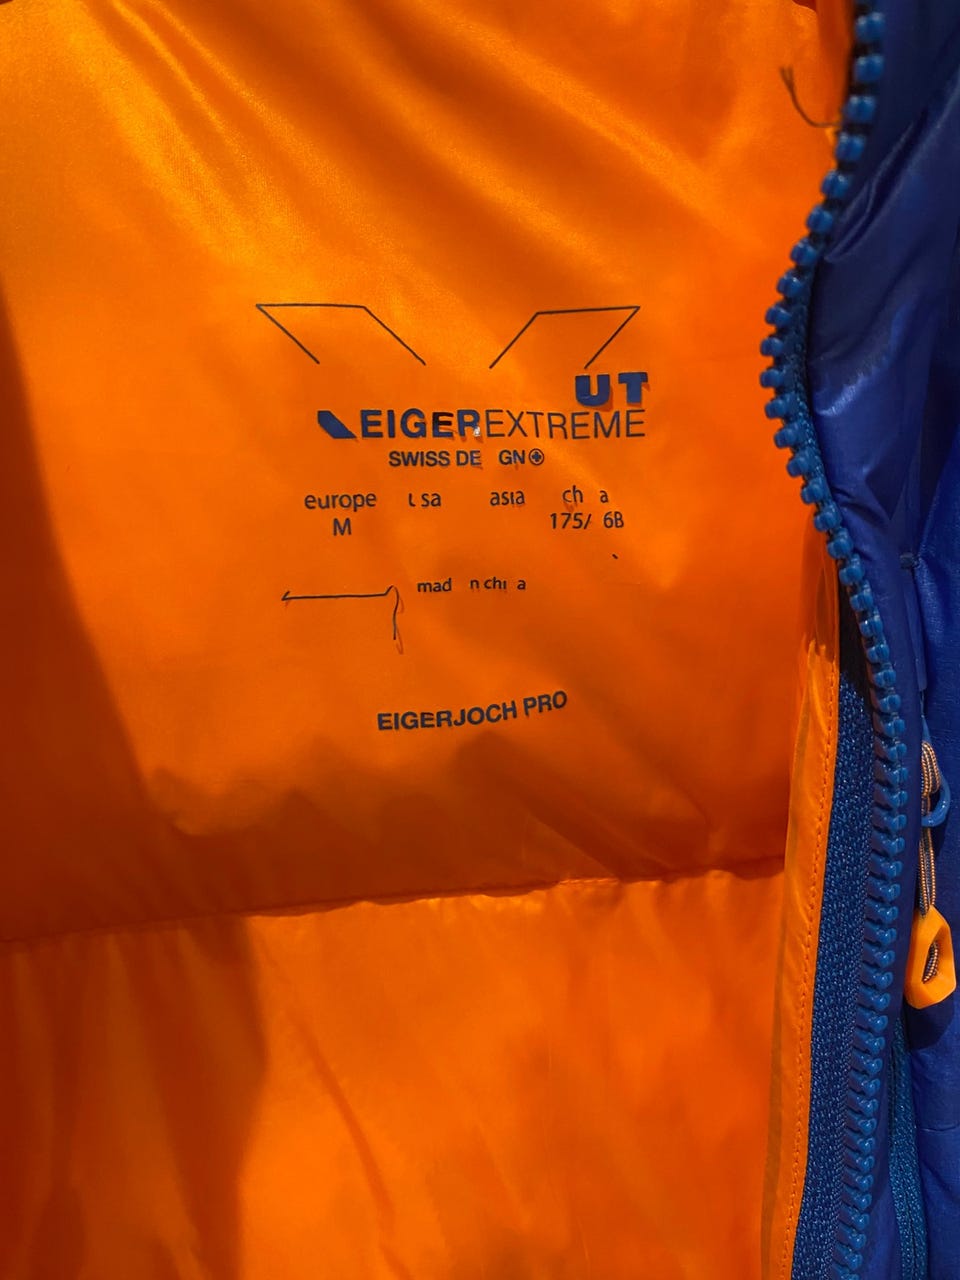 UT
EIGEREXTREME
SWISS DE GN
europe sa asia ch a
M 175/ 6B
mad n chi a
EIGERJOCH PRO